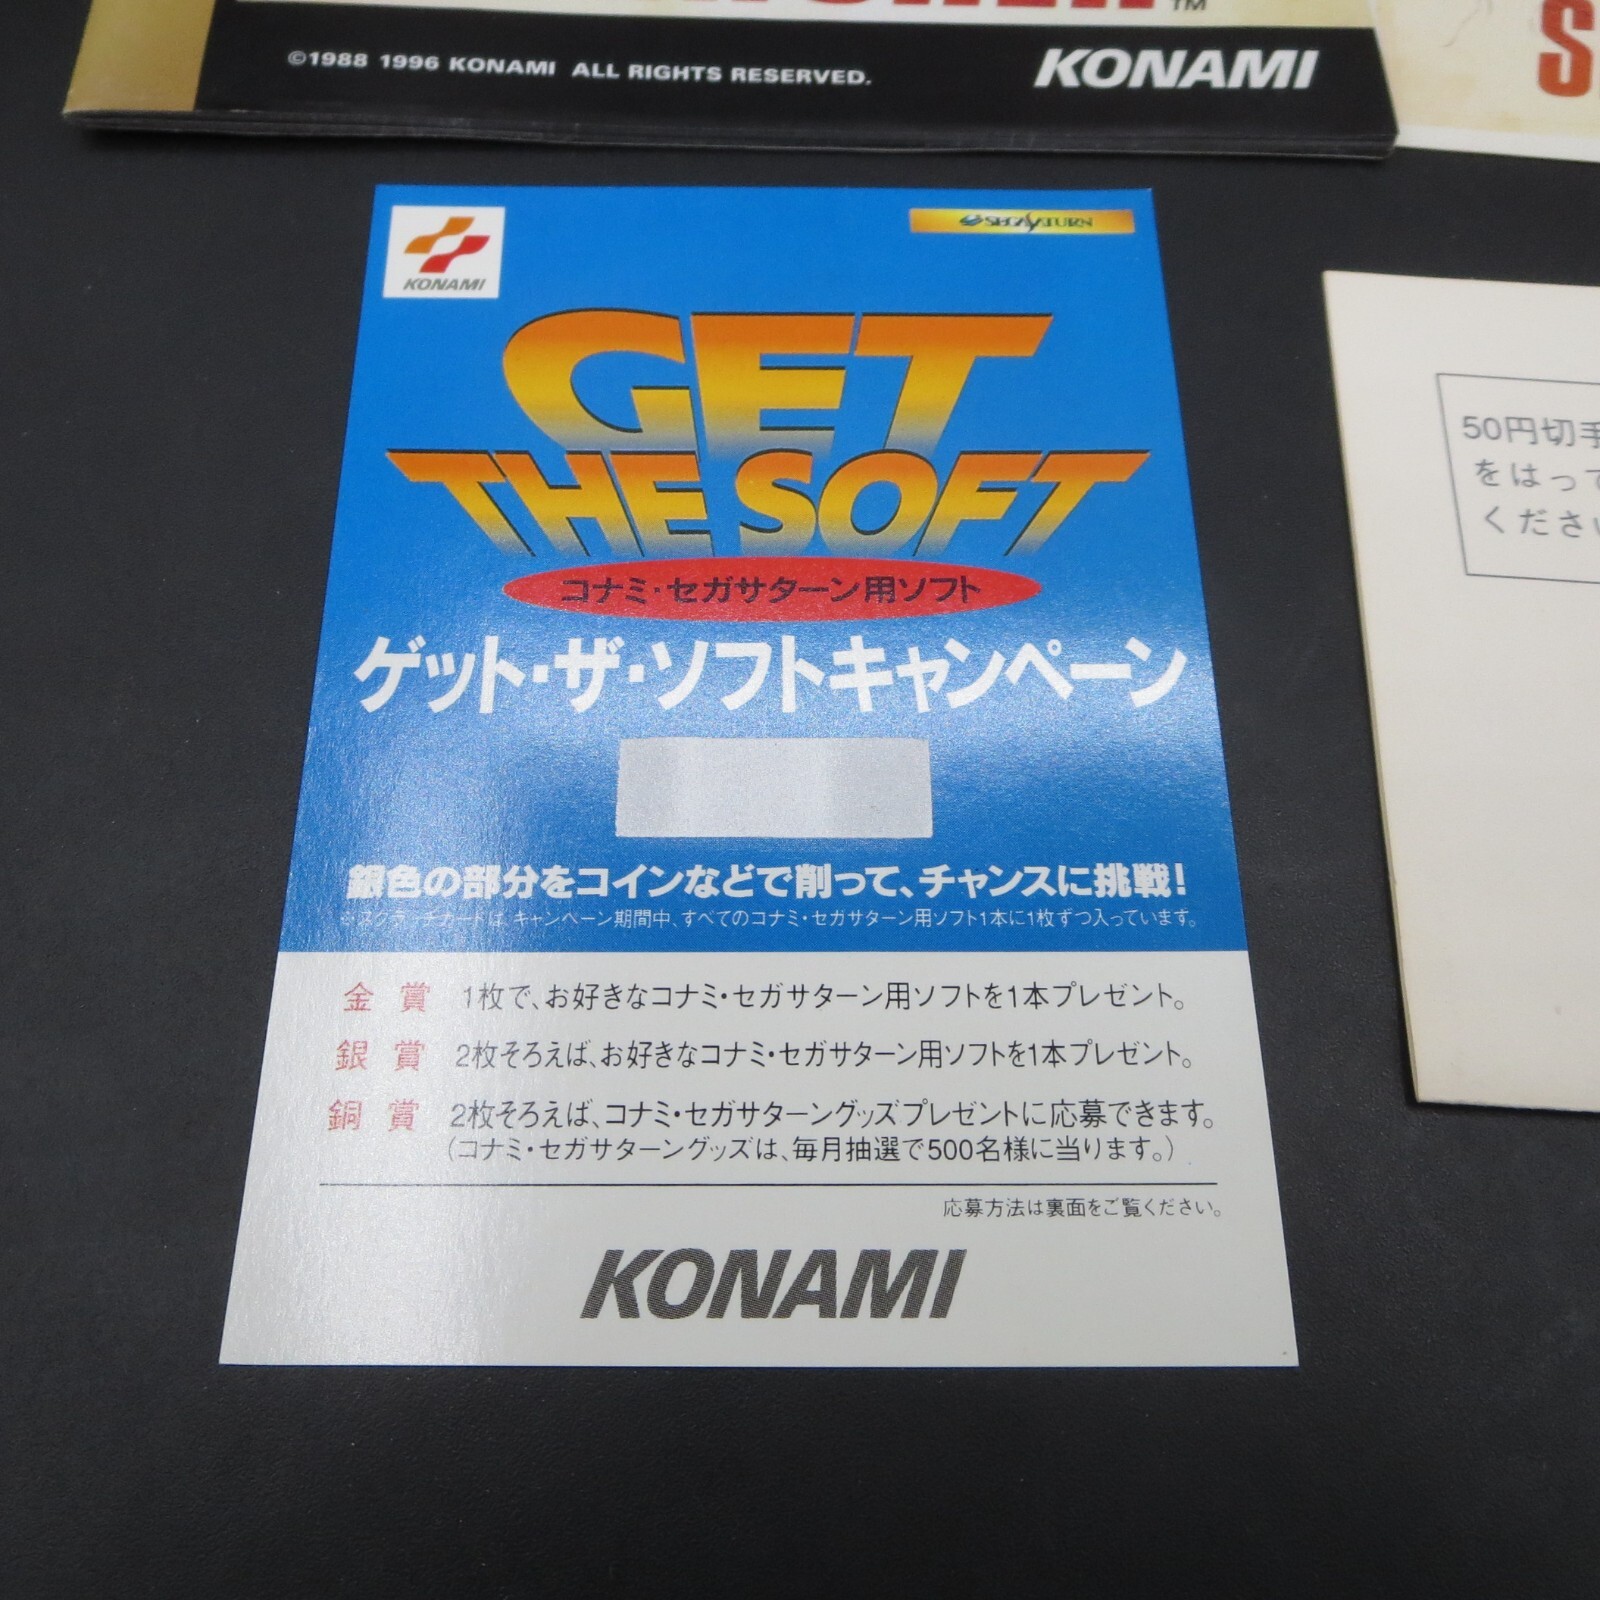 TM
©1988 1996 KONAMI ALL RIGHTS RESERVED.
KONAMI
KONAMI
SEGA SATURN
GET
THE SOFT
コナミ・セガサターン用ソフト
ゲット・ザ・ソフトキャンペーン
銀色の部分をコインなどで削って、チャンスに挑戦!
※スクラッチカードは、キャンペーン期間中、すべてのコナミ・セガサターン用ソフト1本に1枚ずつ入っています。
金賞 1枚で、お好きなコナミ・セガサターン用ソフトを1本プレゼント。
銀賞 2枚そろえば、お好きなコナミ・セガサターン用ソフトを1本プレゼント。
銅賞 2枚そろえば、コナミ・セガサターングッズプレゼントに応募できます。
(コナミ・セガサターングッズは、毎月抽選で500名様に当ります。)
応募方法は裏面をご覧ください。
KONAMI
50円切手
をはって
ください